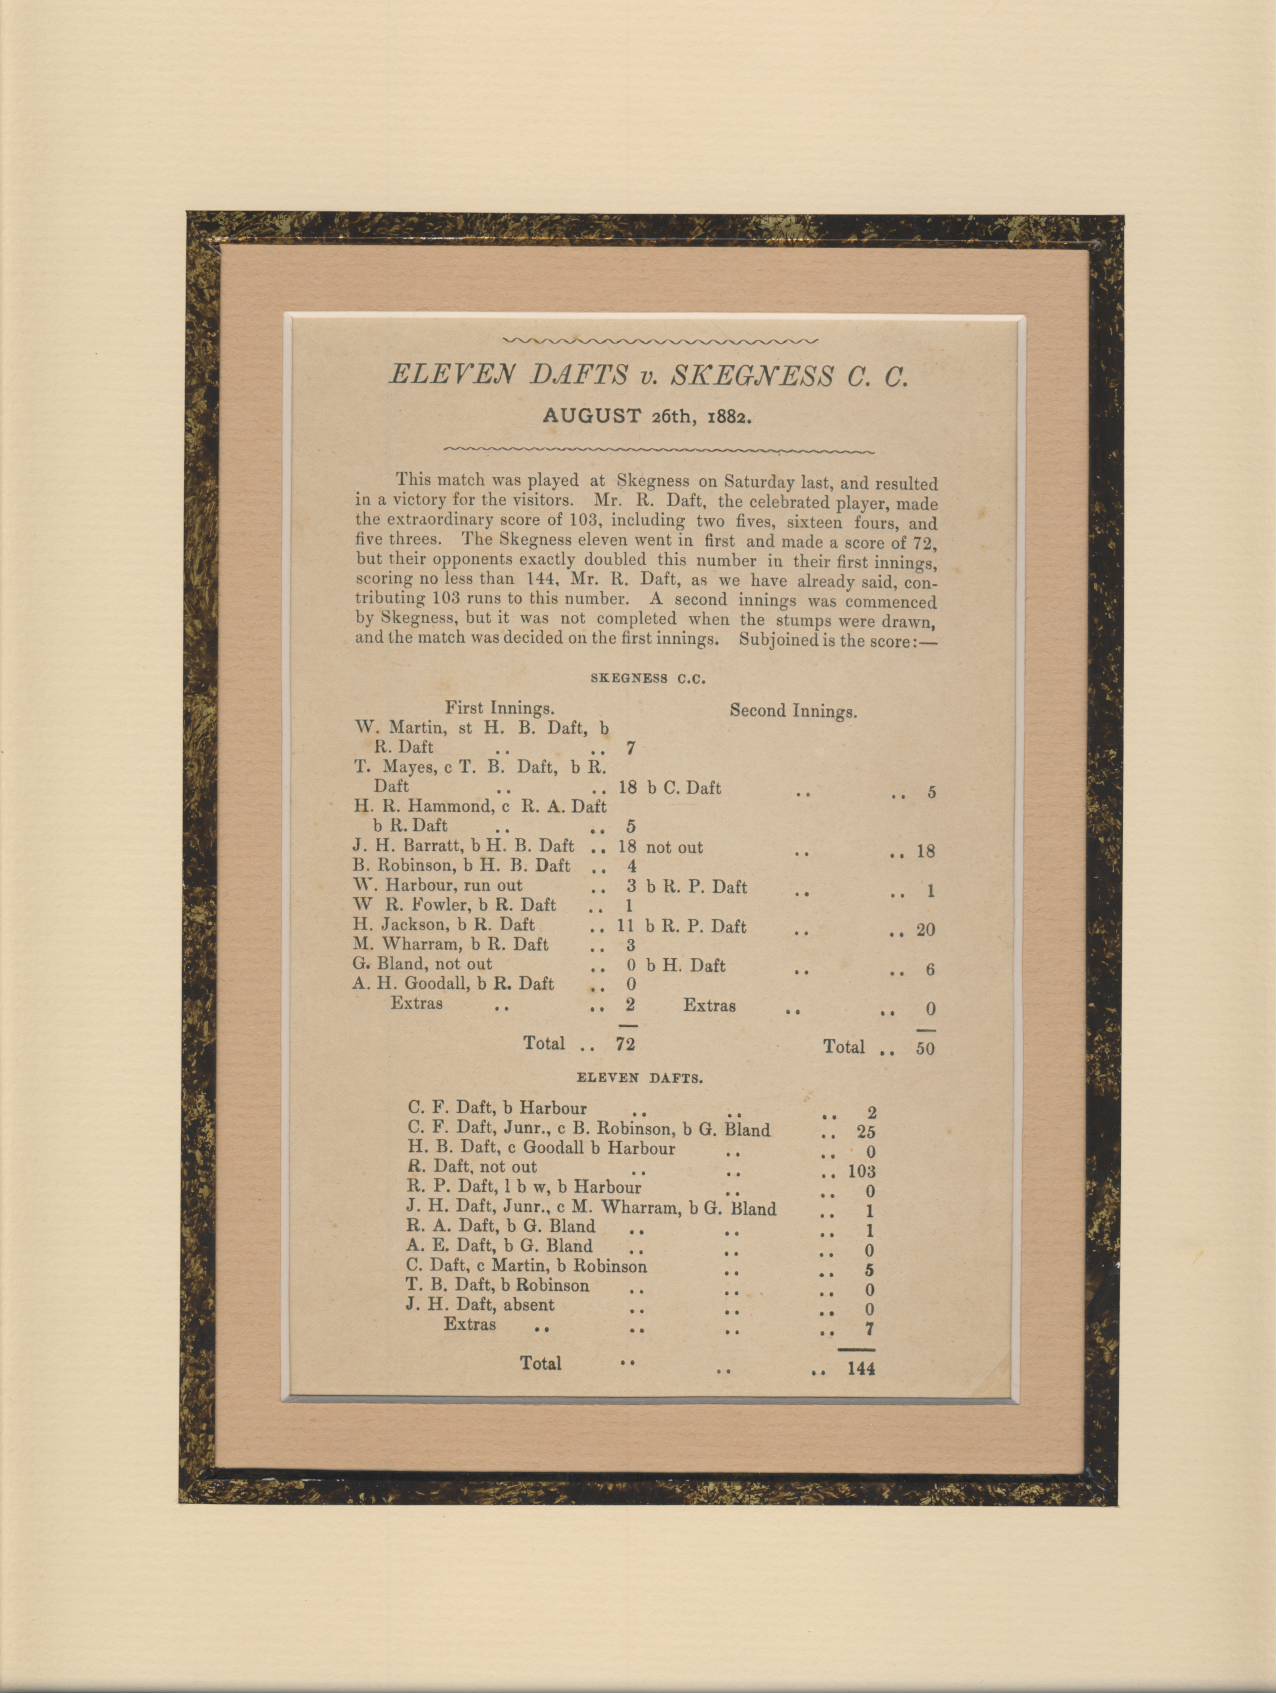 ELEVEN DAFTS v. SKEGNESS C. C.
AUGUST 26th, 1882.
This match was played at Skegness on Saturday last, and resulted
in a victory for the visitors. Mr. R. Daft, the celebrated player, made
the extraordinary score of 103, including two fives, sixteen fours, and
five threes. The Skegness eleven went in first and made a score of 72,
but their opponents exactly doubled this number in their first innings,
scoring no less than 144, Mr. R. Daft, as we have already said, con-
tributing 103 runs to this number. A second innings was commenced
by Skegness, but it was not completed when the stumps were drawn,
and the match was decided on the first innings. Subjoined is the score:—
SKEGNESS C.C.
First Innings. Second Innings.
W. Martin, st H. B. Daft, b
R. Daft .. .. 7
T. Mayes, c T. B. Daft, b R.
Daft .. .. 18 b C. Daft .. .. 5
H. R. Hammond, c R. A. Daft
b R. Daft .. .. 5
J. H. Barratt, b H. B. Daft .. 18 not out .. .. 18
B. Robinson, b H. B. Daft .. 4
W. Harbour, run out .. 3 b R. P. Daft .. .. 1
W R. Fowler, b R. Daft .. 1
H. Jackson, b R. Daft .. 11 b R. P. Daft .. .. 20
M. Wharram, b R. Daft .. 3
G. Bland, not out .. 0 b H. Daft .. .. 6
A. H. Goodall, b R. Daft .. 0
Extras .. .. 2 Extras .. .. 0
Total .. 72 Total .. 50
ELEVEN DAFTS.
C. F. Daft, b Harbour .. .. .. 2
C. F. Daft, Junr., c B. Robinson, b G. Bland .. 25
H. B. Daft, c Goodall b Harbour .. .. 0
R. Daft, not out .. .. .. 103
R. P. Daft, l b w, b Harbour .. .. 0
J. H. Daft, Junr., c M. Wharram, b G. Bland .. 1
R. A. Daft, b G. Bland .. .. .. 1
A. E. Daft, b G. Bland .. .. .. 0
C. Daft, c Martin, b Robinson .. .. 5
T. B. Daft, b Robinson .. .. .. 0
J. H. Daft, absent .. .. .. 0
Extras .. .. .. .. 7
Total .. .. .. 144